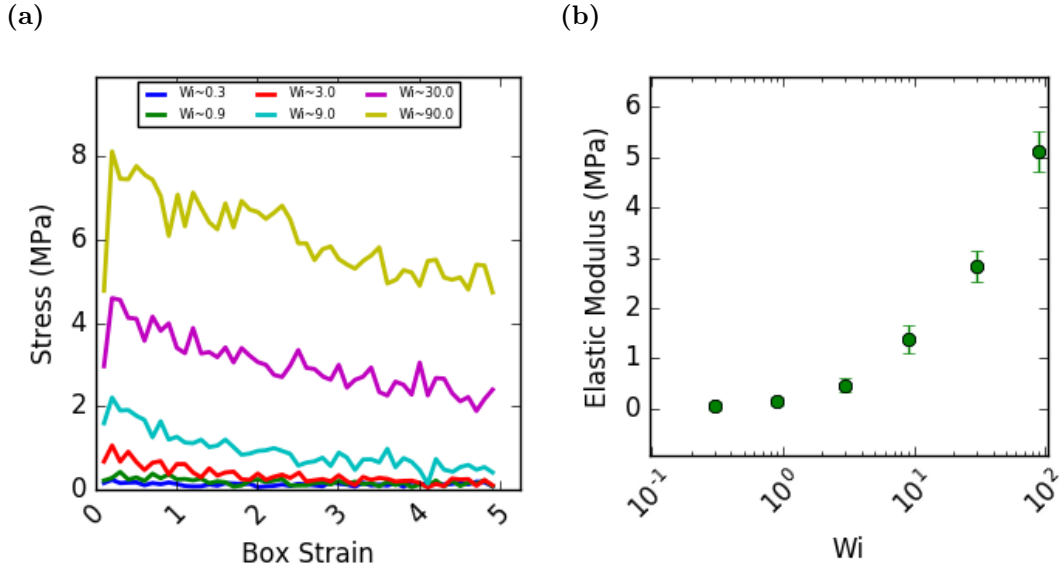 (a)
(b)
Wi~0.3 Wi~3.0 Wi~30.0
Wi~0.9 Wi~9.0 Wi~90.0
Stress (MPa)
8
6
4
2
0
0 1 2 3 4 5
Box Strain
Elastic Modulus (MPa)
6
5
4
3
2
1
0
10⁻¹ 10⁰ 10¹ 10²
Wi